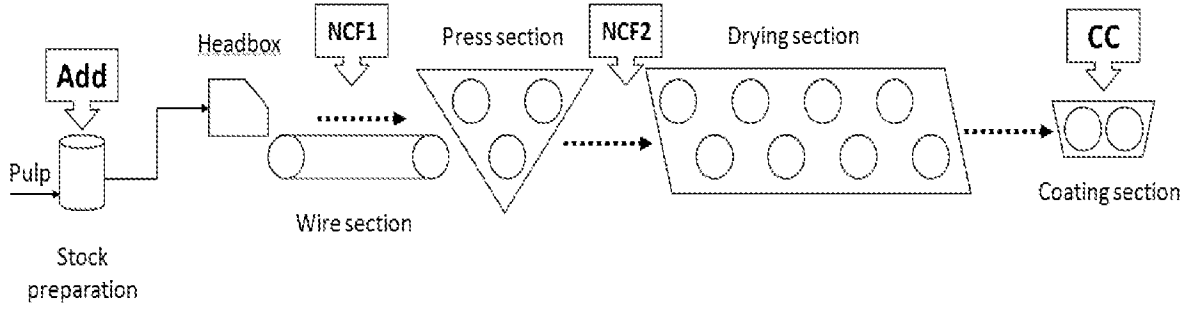 Add
Headbox
NCF1
Press section
NCF2
Drying section
CC
Pulp
Stock
preparation
Wire section
Coating section